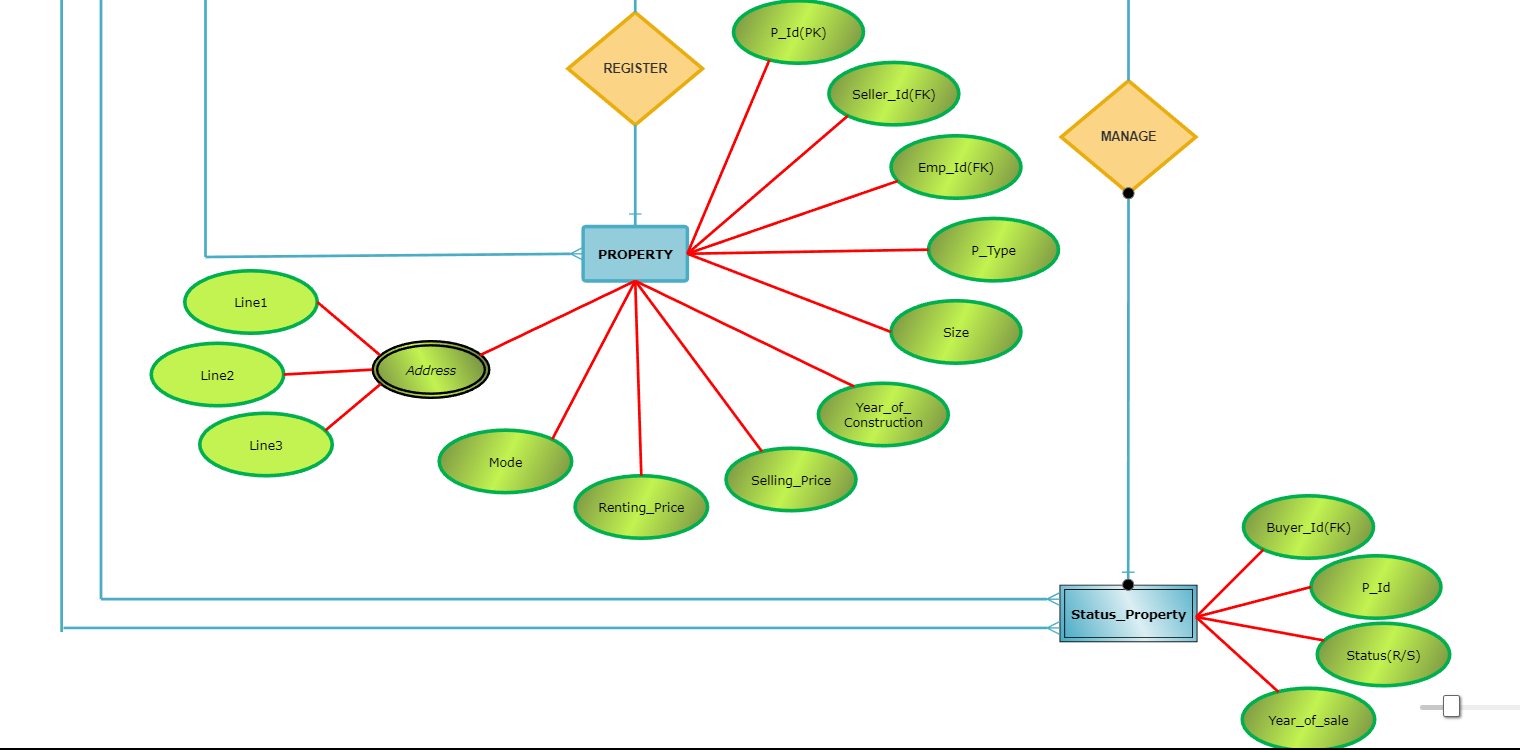 P_Id(PK)
REGISTER
Seller_Id(FK)
MANAGE
Emp_Id(FK)
P_Type
PROPERTY
Line1
Size
Address
Line2
Year_of_
Construction
Line3
Mode
Selling_Price
Renting_Price
Buyer_Id(FK)
P_Id
Status_Property
Status(R/S)
Year_of_sale